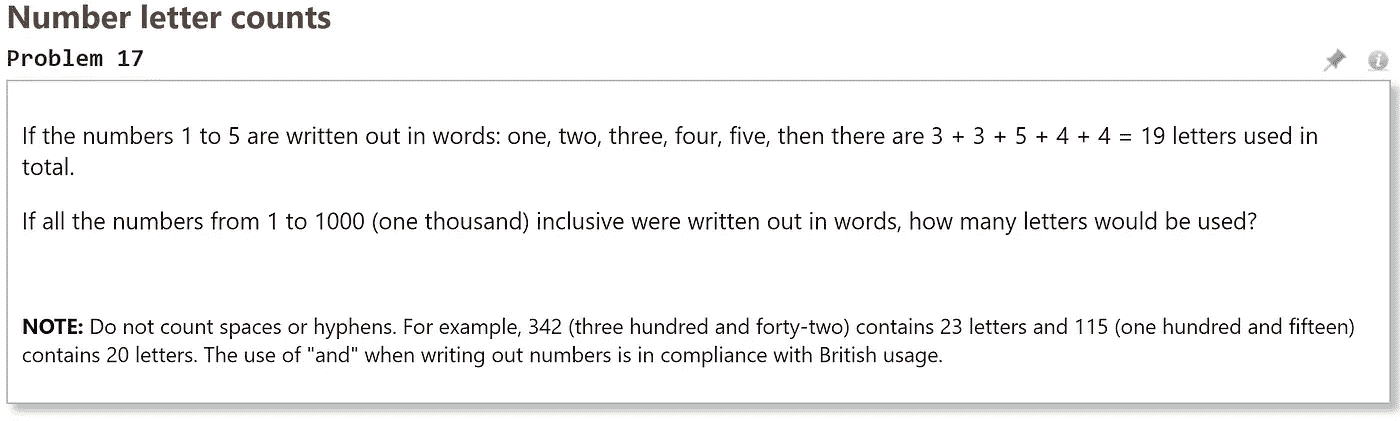 Number letter counts
Problem 17
If the numbers 1 to 5 are written out in words: one, two, three, four, five, then there are 3 + 3 + 5 + 4 + 4 = 19 letters used in
total.
If all the numbers from 1 to 1000 (one thousand) inclusive were written out in words, how many letters would be used?
NOTE: Do not count spaces or hyphens. For example, 342 (three hundred and forty-two) contains 23 letters and 115 (one hundred and fifteen)
contains 20 letters. The use of "and" when writing out numbers is in compliance with British usage.